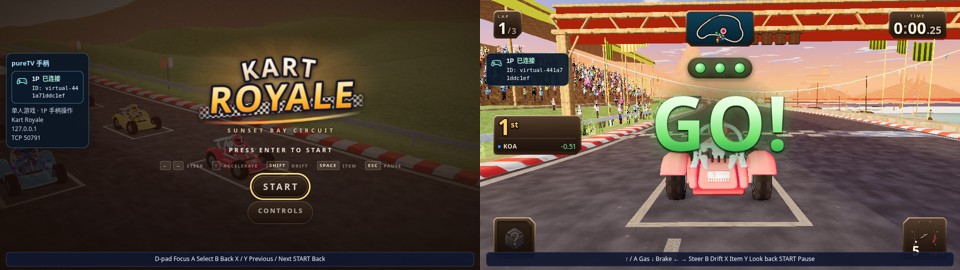 pureTV 手柄
1P 已连接
ID: virtual-44
1a71ddc1ef
单人游戏 · 1P 手柄操作
Kart Royale
127.0.0.1
TCP 50791
KART
ROYALE
SUNSET BAY CIRCUIT
PRESS ENTER TO START
STEER
ACCELERATE
SHIFT DRIFT
SPACE ITEM
ESC PAUSE
START
CONTROLS
D-pad Focus A Select B Back X / Y Previous / Next START Back
LAP
1/3
TIME
0:00.25
1P 已连接
ID: virtual-441a7
1ddc1ef
1st
KOA -0.51
GO!
?
5
↑ / A Gas ↓ Brake ← → Steer B Drift X Item Y Look back START Pause